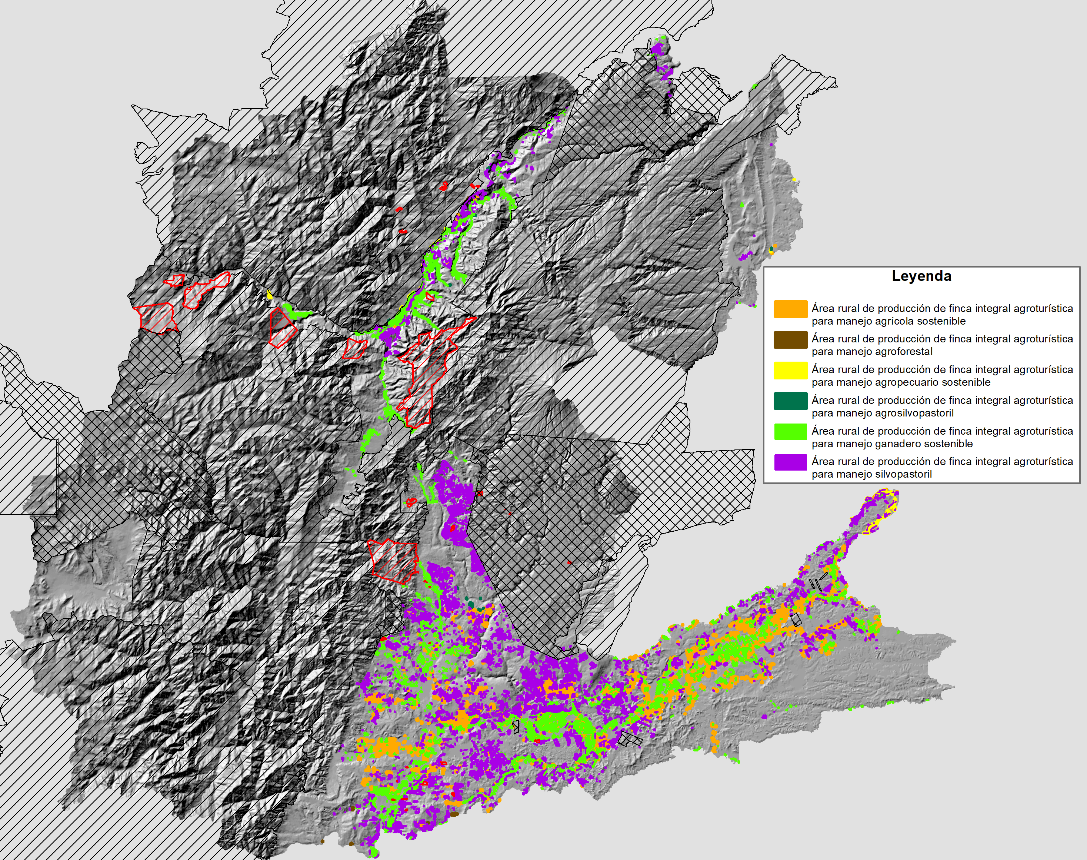 Leyenda
Área rural de producción de finca integral agroturística
para manejo agrícola sostenible
Área rural de producción de finca integral agroturística
para manejo agroforestal
Área rural de producción de finca integral agroturística
para manejo agropecuario sostenible
Área rural de producción de finca integral agroturística
para manejo agrosilvopastoril
Área rural de producción de finca integral agroturística
para manejo ganadero sostenible
Área rural de producción de finca integral agroturística
para manejo silvopastoril